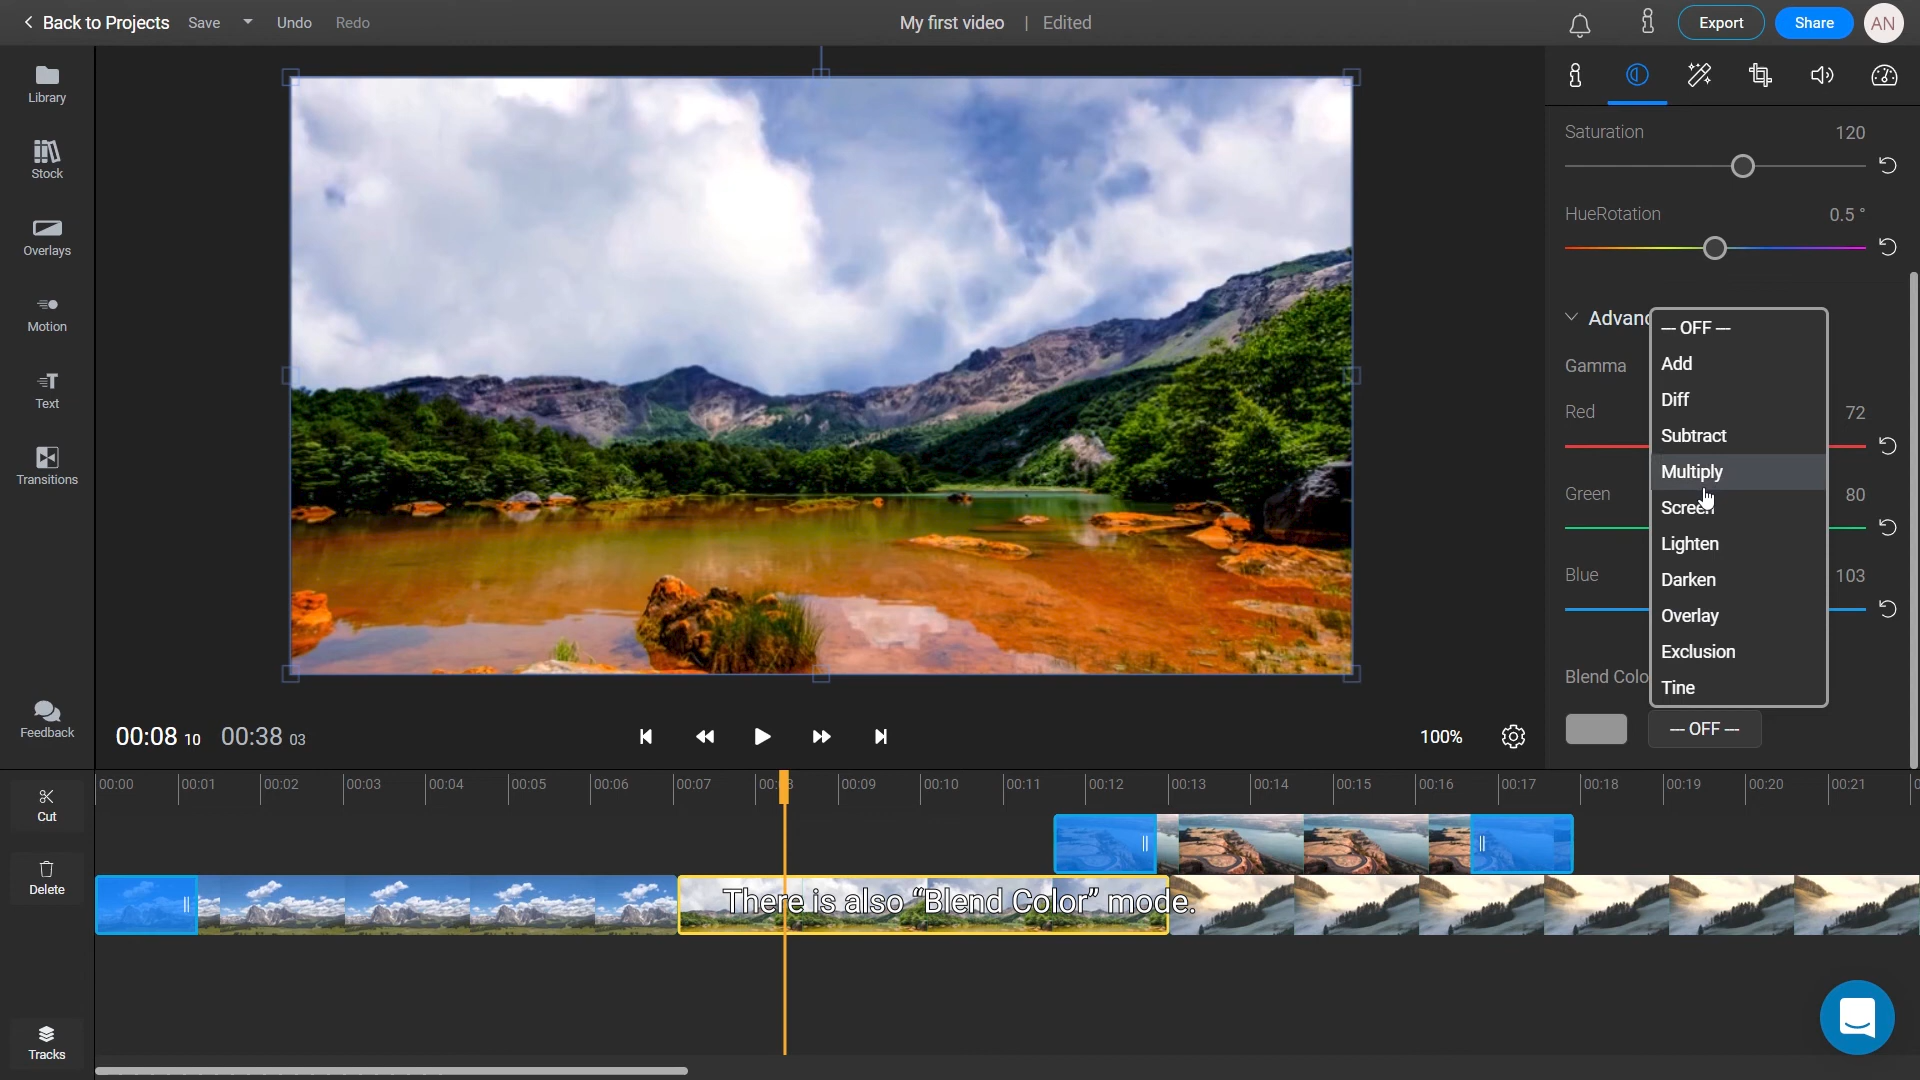 Back to Projects Save Undo Redo
My first video | Edited
Export Share AN
Library
Stock
Overlays
Motion
Text
Transitions
Feedback
Saturation 120
HueRotation 0.5 °
Advanc
Gamma
Red 72
Green 80
Blue 103
Blend Colo
--- OFF ---
Add
Diff
Subtract
Multiply
Screen
Lighten
Darken
Overlay
Exclusion
Tine
--- OFF ---
00:08 10 00:38 03
100%
00:00 00:01 00:02 00:03 00:04 00:05 00:06 00:07 00:08 00:09 00:10 00:11 00:12 00:13 00:14 00:15 00:16 00:17 00:18 00:19 00:20 00:21
Cut
Delete
There is also “Blend Color” mode.
Tracks